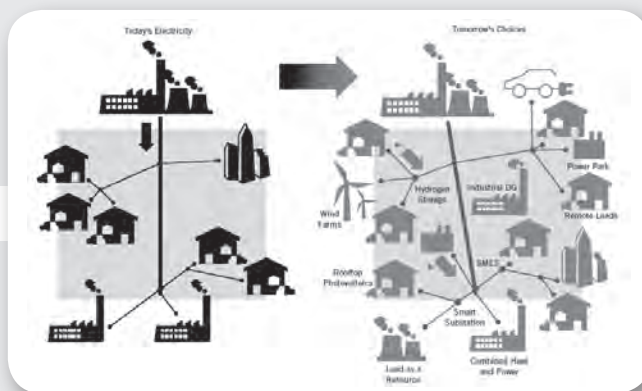 Today's Electricity
Tomorrow's Choices
Power Park
Hydrogen
Storage
Industrial DG
Wind
Farms
Remote Loads
Rooftop
Photovoltaics
SMES
Smart
Substation
Load as a
Resource
Combined Heat
and Power